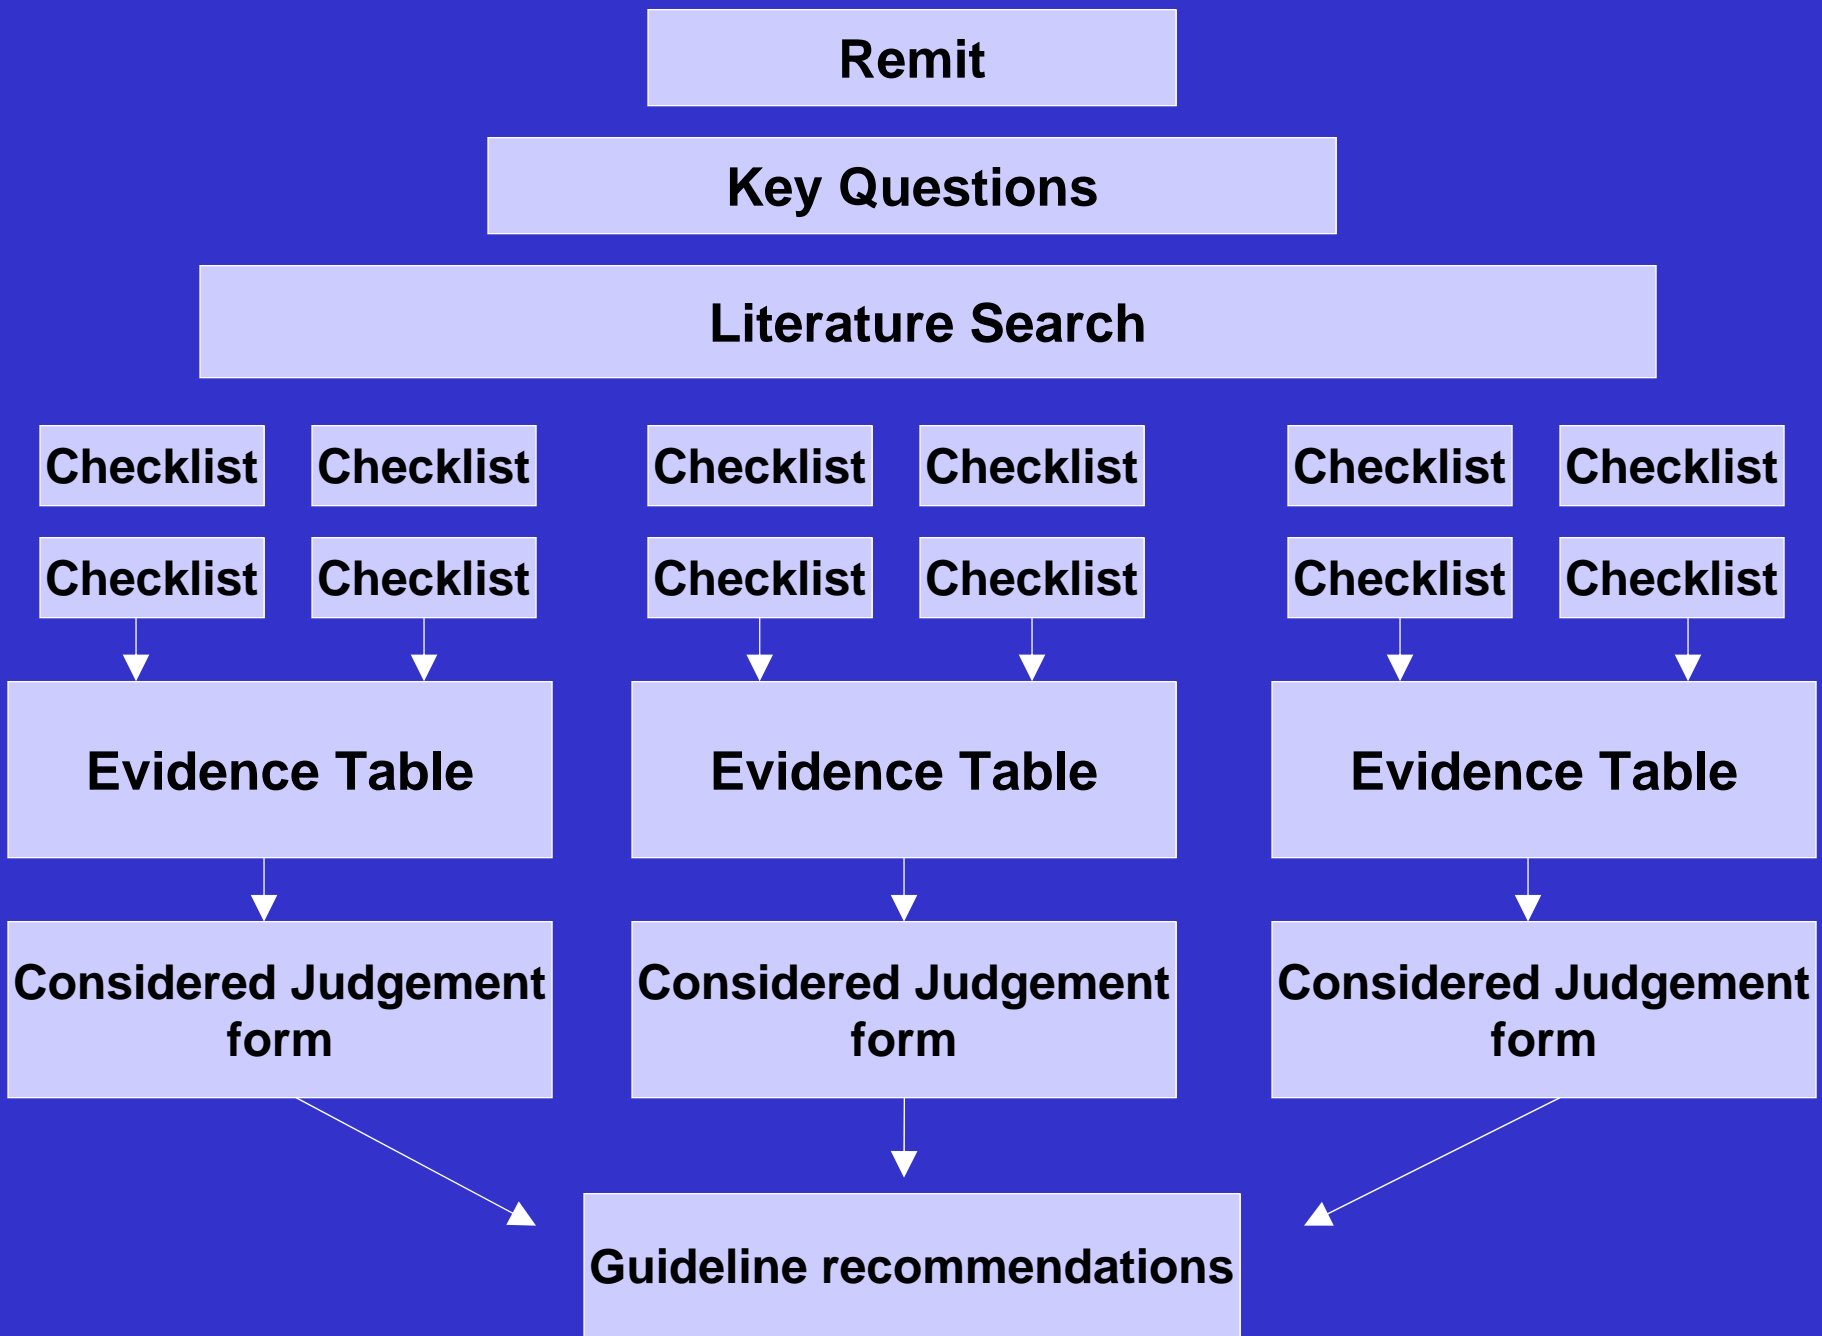 Remit
Key Questions
Literature Search
Checklist Checklist Checklist Checklist Checklist Checklist
Checklist Checklist Checklist Checklist Checklist Checklist
Evidence Table Evidence Table Evidence Table
Considered Judgement Considered Judgement Considered Judgement
form form form
Guideline recommendations